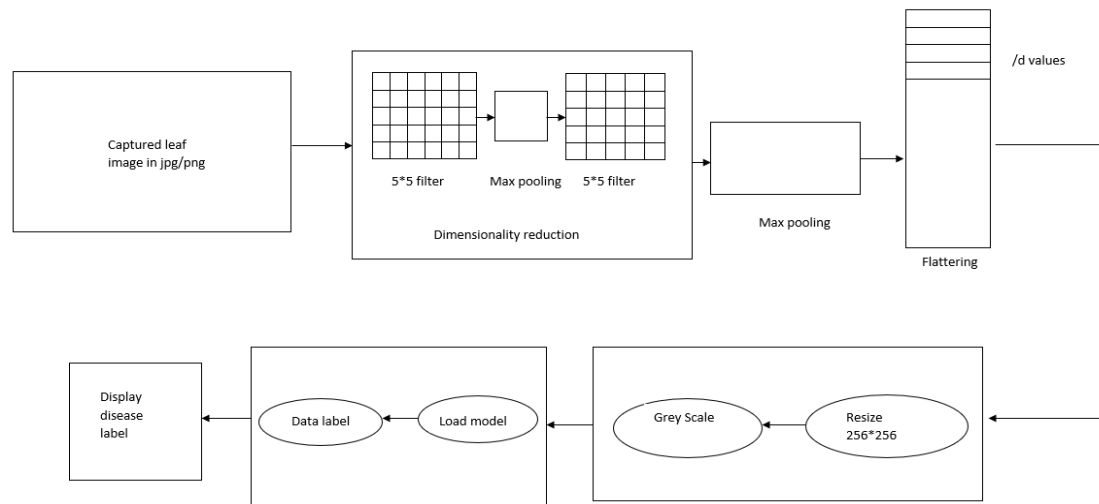 Captured leaf
image in jpg/png
5*5 filter
Max pooling
5*5 filter
Dimensionality reduction
Max pooling
/d values
Flattering
Display
disease
label
Data label
Load model
Grey Scale
Resize
256*256